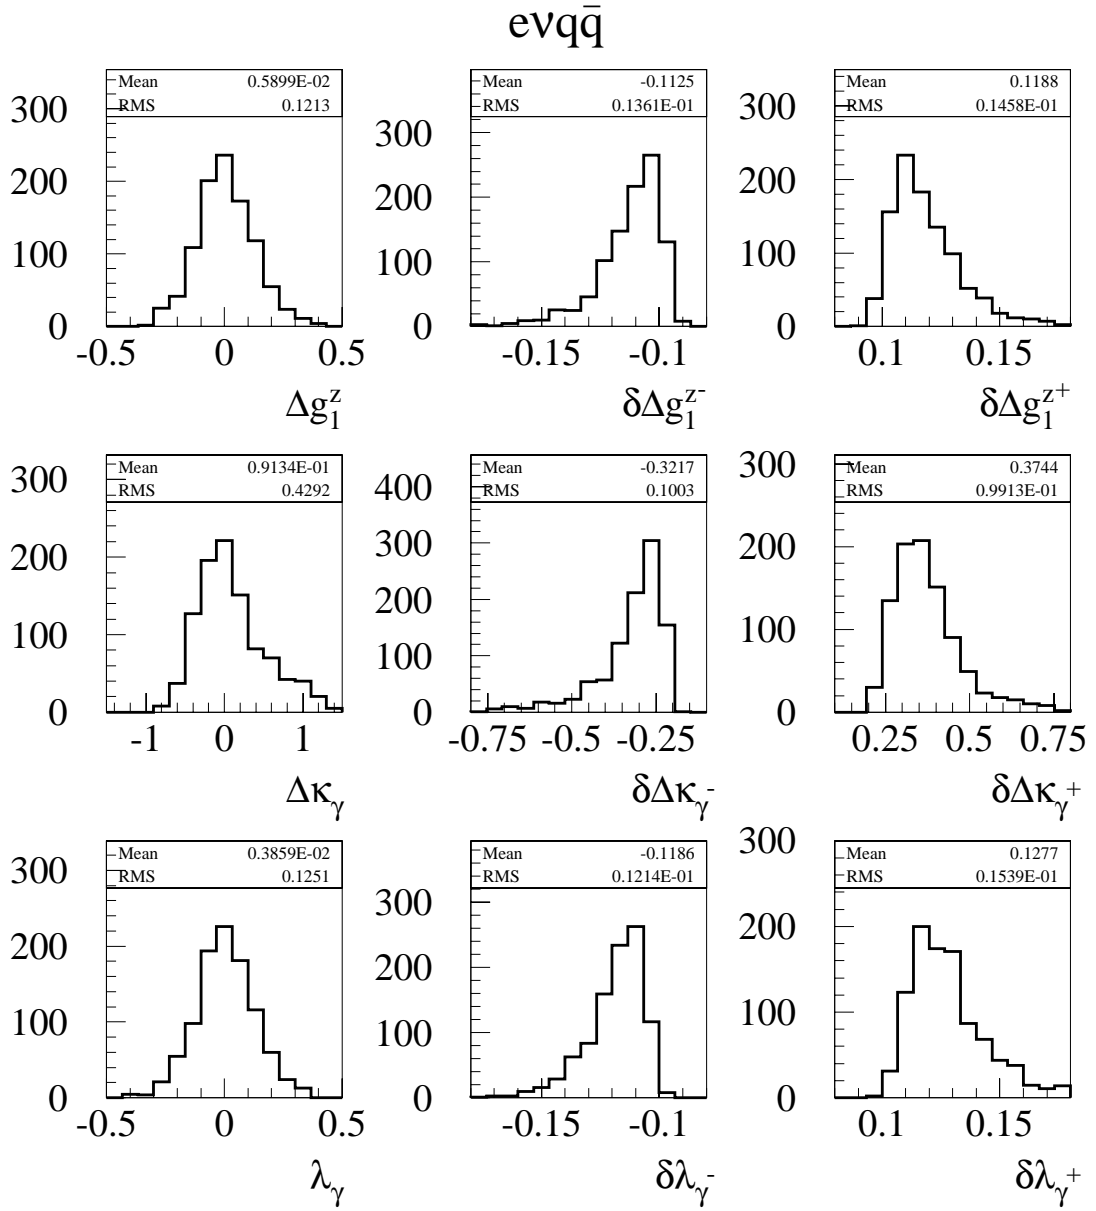 eνqq̄
Mean 0.5899E-02
RMS 0.1213
300
200
100
0
-0.5 0 0.5
Δg₁ᶻ
Mean -0.1125
RMS 0.1361E-01
300
200
100
0
-0.15 -0.1
δΔg₁ᶻ⁻
Mean 0.1188
RMS 0.1458E-01
300
200
100
0
0.1 0.15
δΔg₁ᶻ⁺
Mean 0.9134E-01
RMS 0.4292
300
200
100
0
-1 0 1
Δκᵧ
Mean -0.3217
RMS 0.1003
400
300
200
100
0
-0.75 -0.5 -0.25
δΔκᵧ⁻
Mean 0.3744
RMS 0.9913E-01
300
200
100
0
0.25 0.5 0.75
δΔκᵧ⁺
Mean 0.3859E-02
RMS 0.1251
300
200
100
0
-0.5 0 0.5
λᵧ
Mean -0.1186
RMS 0.1214E-01
300
200
100
0
-0.15 -0.1
δλᵧ⁻
Mean 0.1277
RMS 0.1539E-01
300
200
100
0
0.1 0.15
δλᵧ⁺